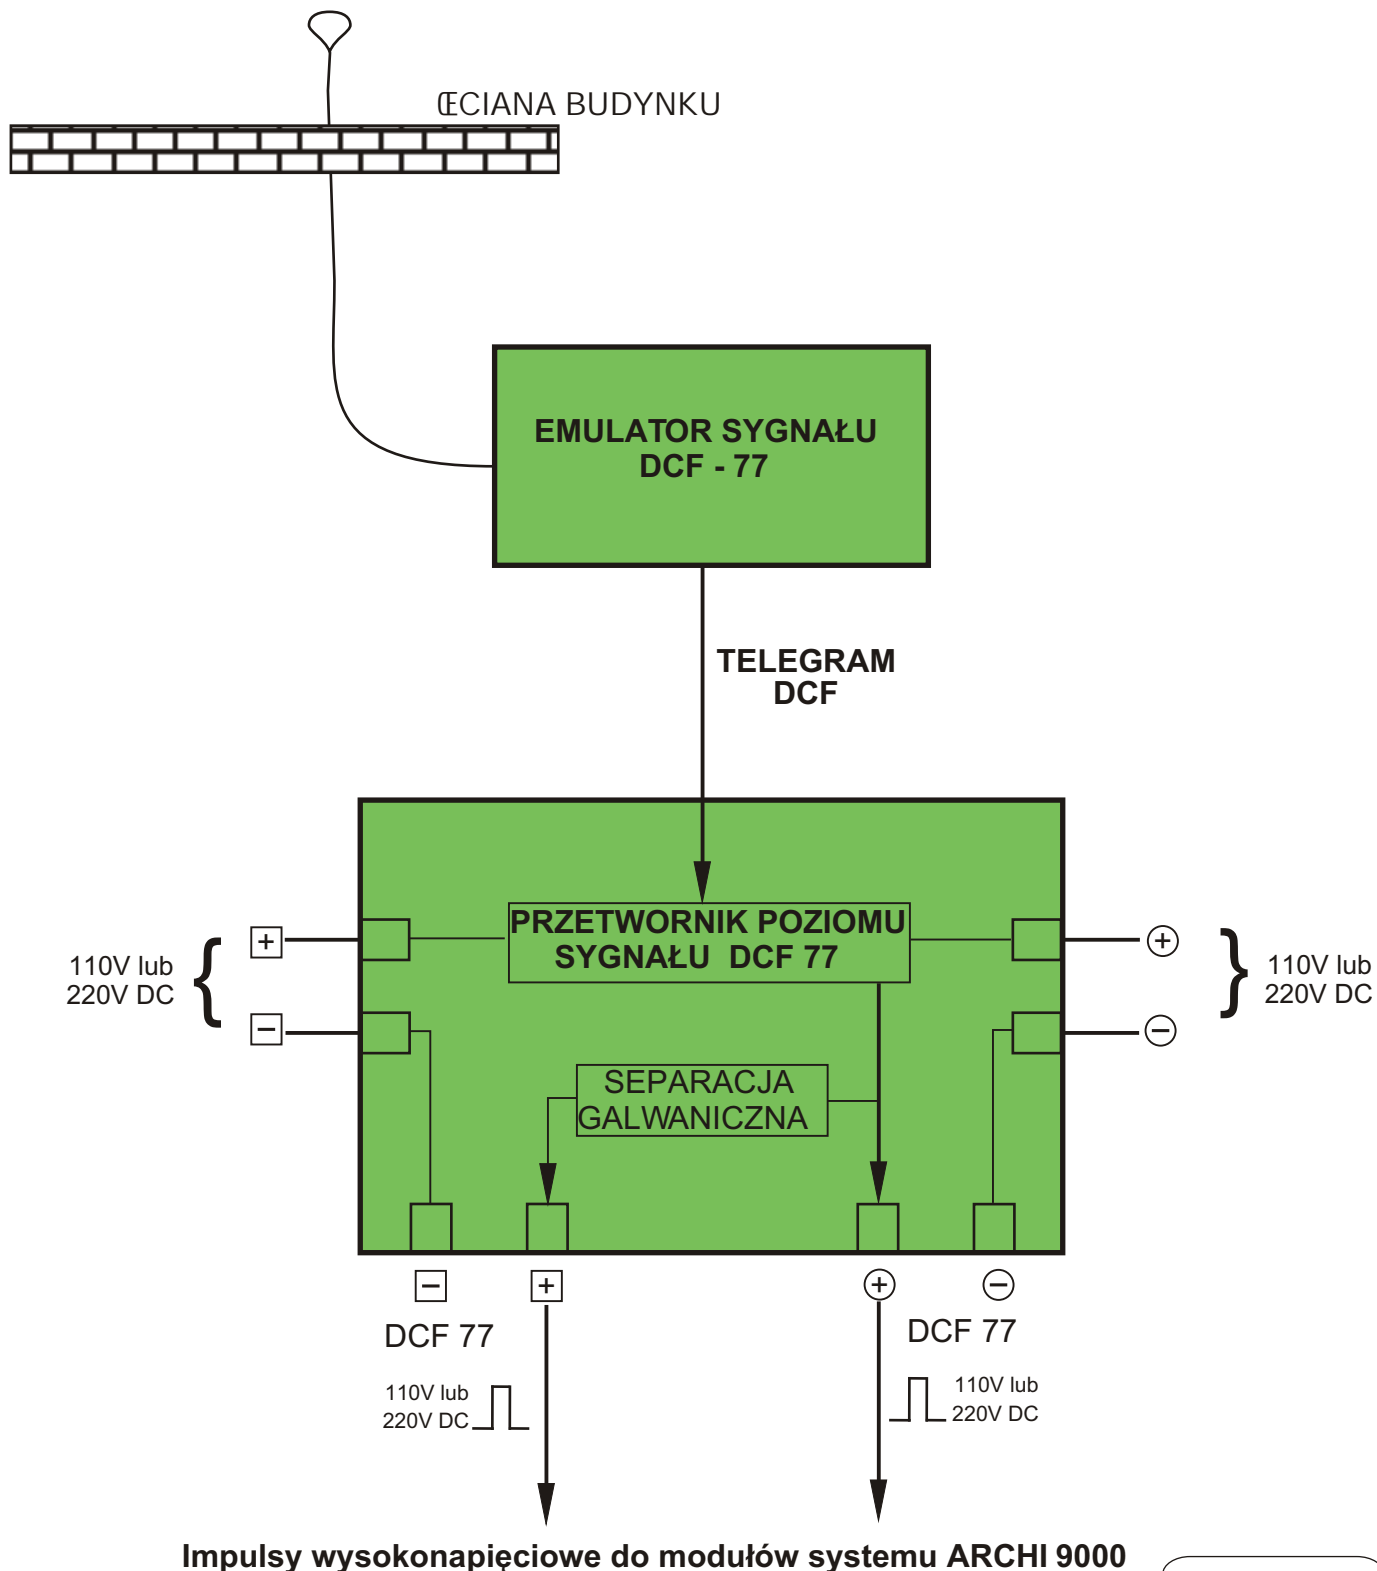 ŒCIANA BUDYNKU
EMULATOR SYGNAŁU
DCF - 77
TELEGRAM
DCF
PRZETWORNIK POZIOMU
SYGNAŁU DCF 77
+
110V lub
220V DC
−
+
110V lub
220V DC
−
SEPARACJA
GALWANICZNA
−
+
+
−
DCF 77
DCF 77
110V lub
220V DC
110V lub
220V DC
Impulsy wysokonapięciowe do modułów systemu ARCHI 9000